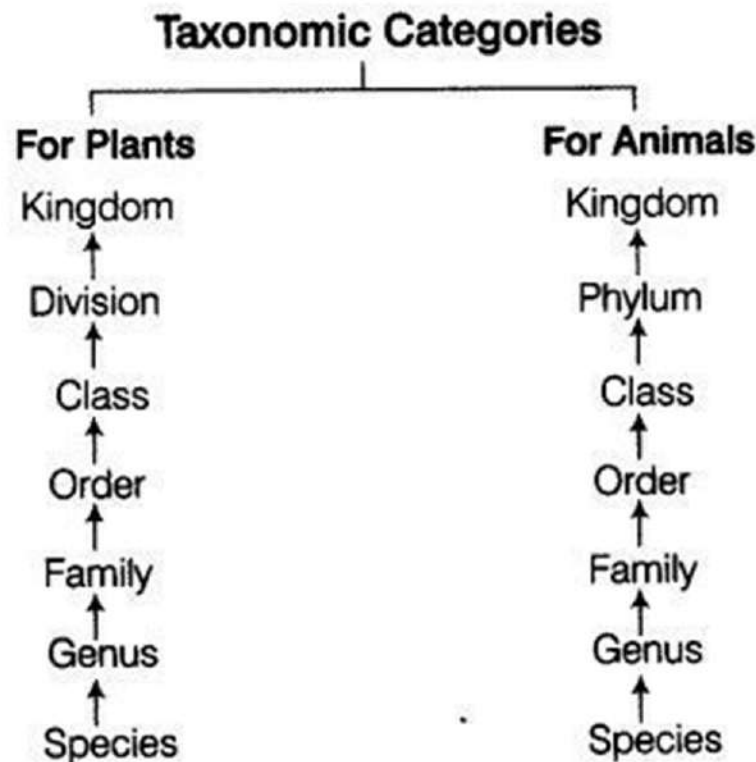 Taxonomic Categories
For Plants
Kingdom
Division
Class
Order
Family
Genus
Species
For Animals
Kingdom
Phylum
Class
Order
Family
Genus
Species